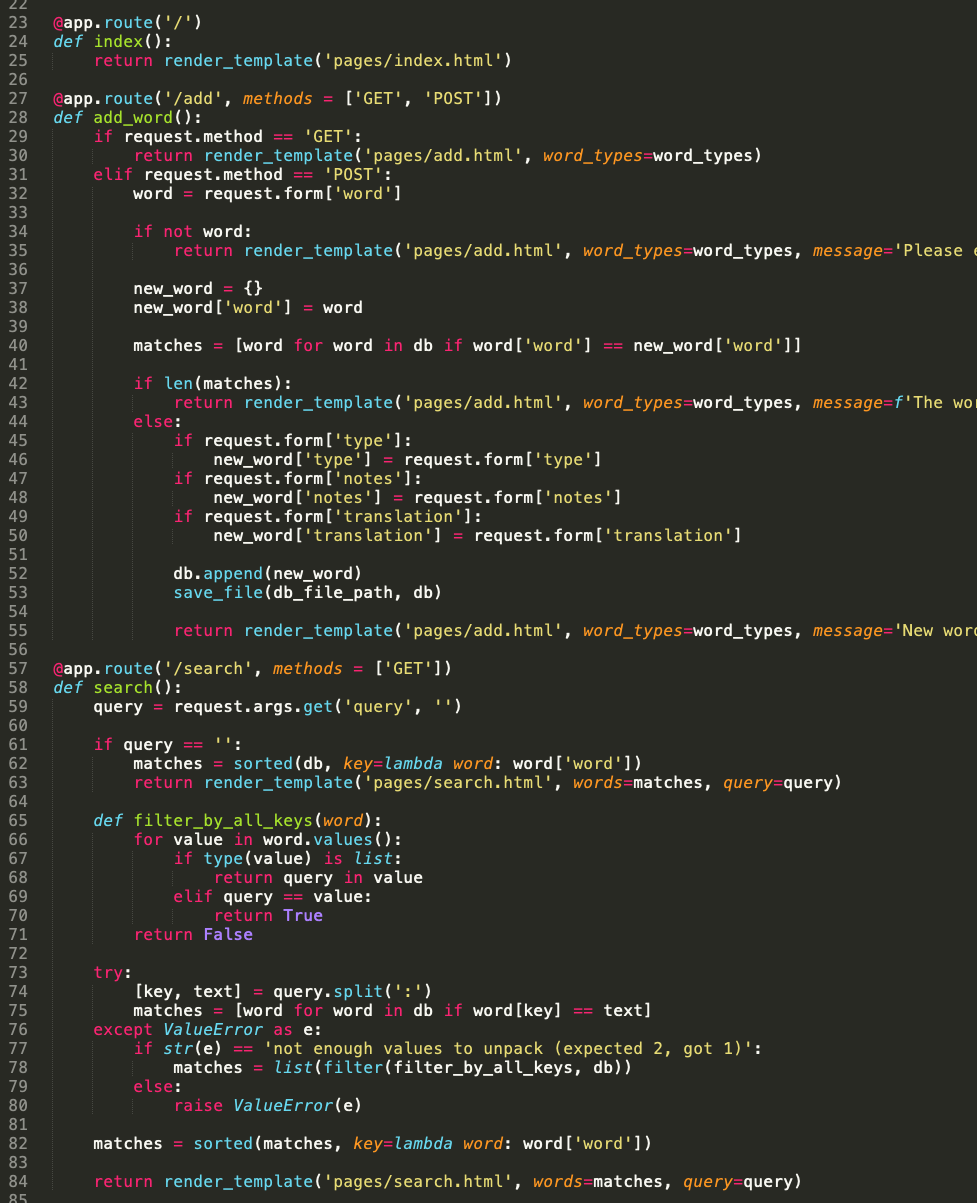 22
23 @app.route('/')
24 def index():
25     return render_template('pages/index.html')
26
27 @app.route('/add', methods = ['GET', 'POST'])
28 def add_word():
29     if request.method == 'GET':
30         return render_template('pages/add.html', word_types=word_types)
31     elif request.method == 'POST':
32         word = request.form['word']
33
34         if not word:
35             return render_template('pages/add.html', word_types=word_types, message='Please
36
37         new_word = {}
38         new_word['word'] = word
39
40         matches = [word for word in db if word['word'] == new_word['word']]
41
42         if len(matches):
43             return render_template('pages/add.html', word_types=word_types, message=f'The
44         else:
45             if request.form['type']:
46                 new_word['type'] = request.form['type']
47             if request.form['notes']:
48                 new_word['notes'] = request.form['notes']
49             if request.form['translation']:
50                 new_word['translation'] = request.form['translation']
51
52             db.append(new_word)
53             save_file(db_file_path, db)
54
55             return render_template('pages/add.html', word_types=word_types, message='New
56
57 @app.route('/search', methods = ['GET'])
58 def search():
59     query = request.args.get('query', '')
60
61     if query == '':
62         matches = sorted(db, key=lambda word: word['word'])
63         return render_template('pages/search.html', words=matches, query=query)
64
65     def filter_by_all_keys(word):
66         for value in word.values():
67             if type(value) is list:
68                 return query in value
69             elif query == value:
70                 return True
71         return False
72
73     try:
74         [key, text] = query.split(':')
75         matches = [word for word in db if word[key] == text]
76     except ValueError as e:
77         if str(e) == 'not enough values to unpack (expected 2, got 1)':
78             matches = list(filter(filter_by_all_keys, db))
79         else:
80             raise ValueError(e)
81
82     matches = sorted(matches, key=lambda word: word['word'])
83
84     return render_template('pages/search.html', words=matches, query=query)
85